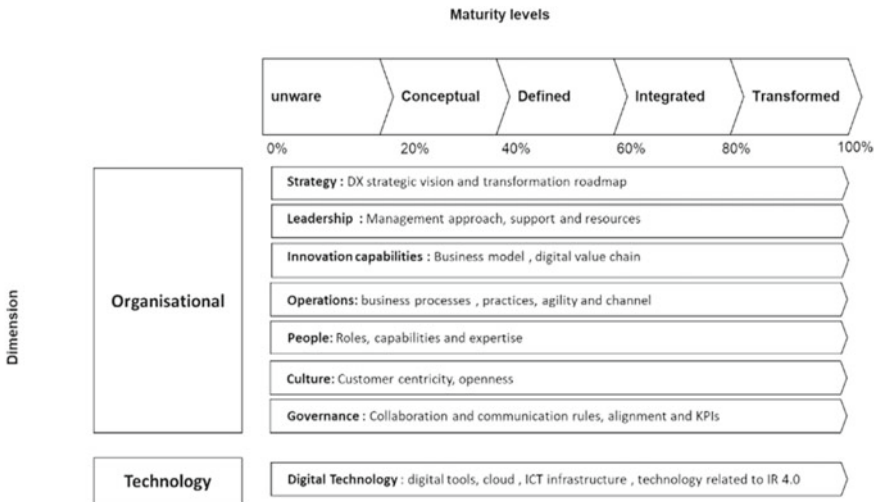 Maturity levels
unware
Conceptual
Defined
Integrated
Transformed
0%
20%
40%
60%
80%
100%
Dimension
Organisational
Strategy : DX strategic vision and transformation roadmap
Leadership : Management approach, support and resources
Innovation capabilities : Business model , digital value chain
Operations: business processes , practices, agility and channel
People: Roles, capabilities and expertise
Culture: Customer centricity, openness
Governance : Collaboration and communication rules, alignment and KPIs
Technology
Digital Technology : digital tools, cloud , ICT infrastructure , technology related to IR 4.0